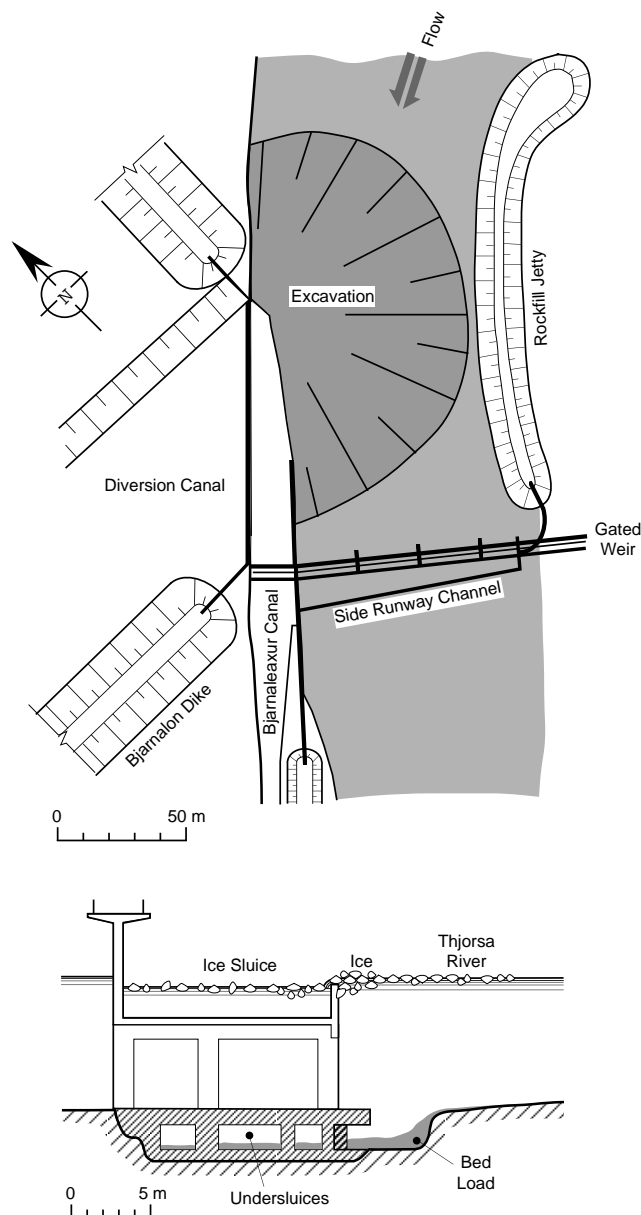 Flow
Rockfill Jetty
N
Excavation
Diversion Canal
Gated
Weir
Side Runway Channel
Bjarnaleaxur Canal
Bjarnalon Dike
0 50 m
Thjorsa
River
Ice Sluice
Ice
Bed
Load
Undersluices
0 5 m